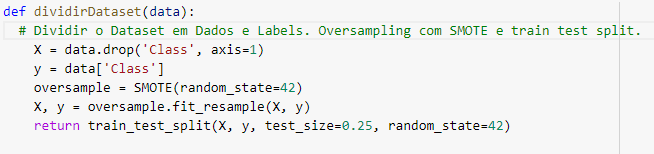 def dividirDataset(data):
  # Dividir o Dataset em Dados e Labels. Oversampling com SMOTE e train test split.
    X = data.drop('Class', axis=1)
    y = data['Class']
    oversample = SMOTE(random_state=42)
    X, y = oversample.fit_resample(X, y)
    return train_test_split(X, y, test_size=0.25, random_state=42)